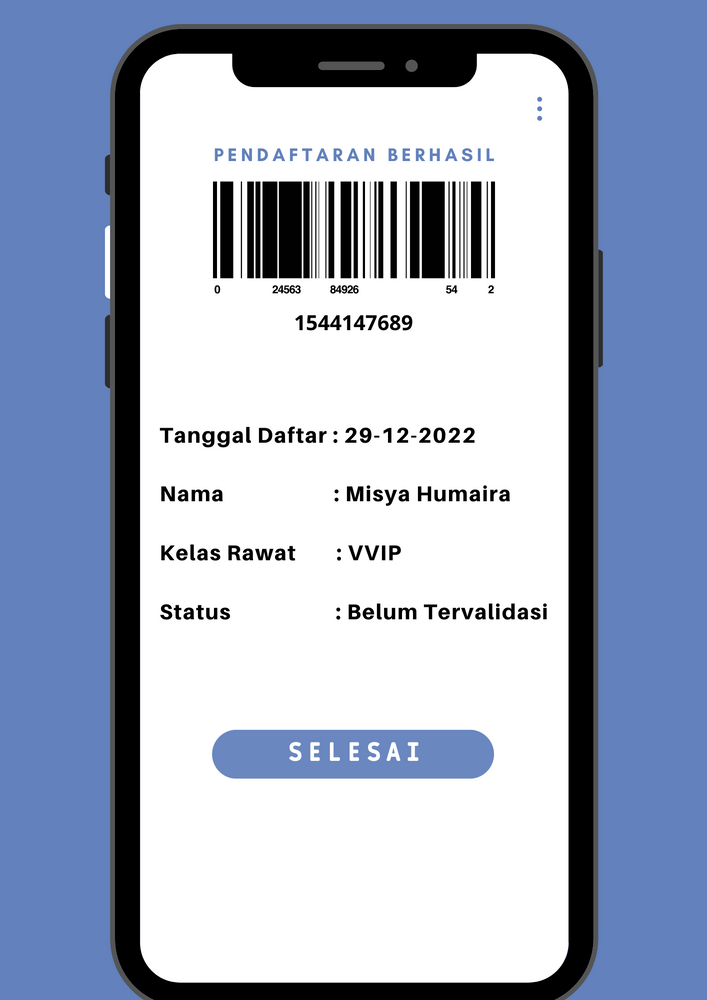 PENDAFTARAN BERHASIL
0 24563 84926 54 2
1544147689
Tanggal Daftar : 29-12-2022
Nama : Misya Humaira
Kelas Rawat : VVIP
Status : Belum Tervalidasi
SELESAI